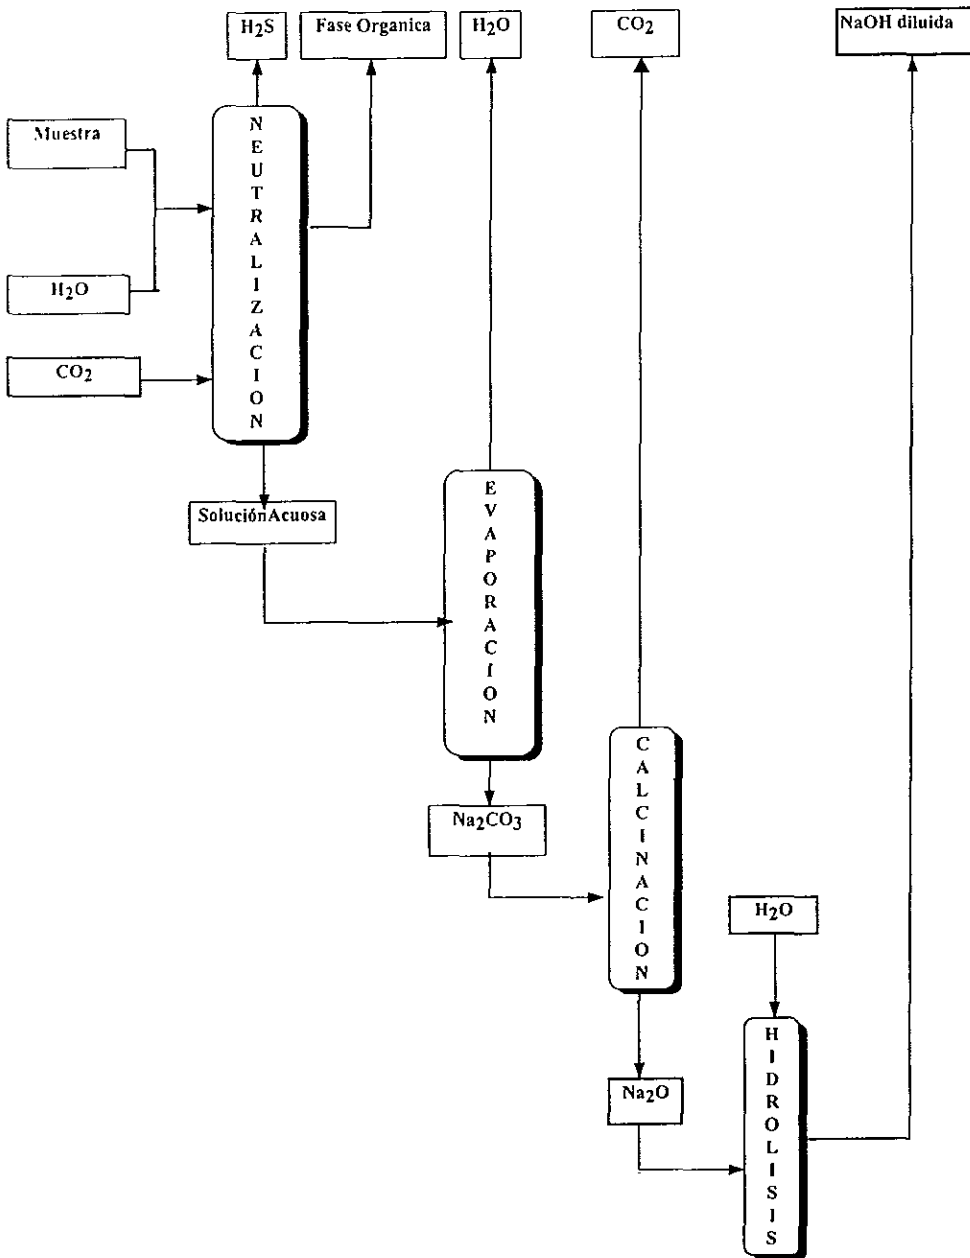 H2S
Fase Organica
H2O
CO2
NaOH diluida
Muestra
H2O
CO2
NEUTRALIZACION
SoluciónAcuosa
EVAPORACION
Na2CO3
CALCINACION
H2O
Na2O
HIDROLISIS